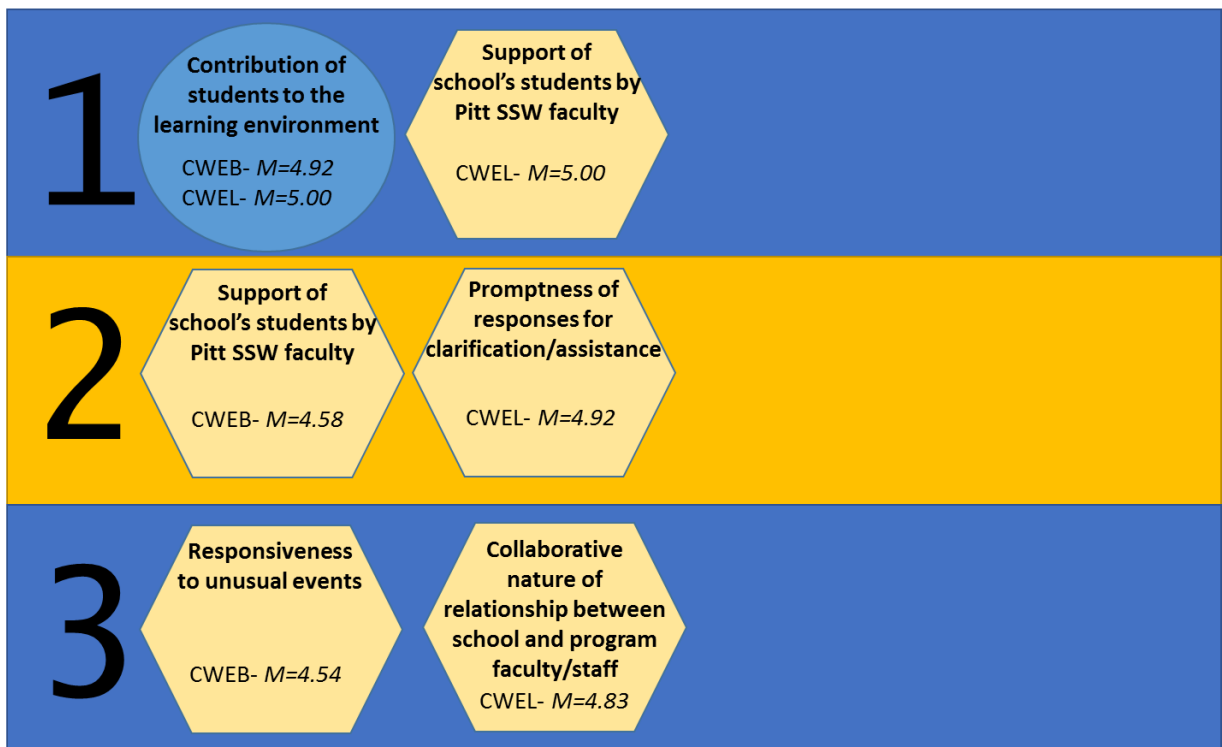 1
Contribution of
students to the
learning environment
CWEB- M=4.92
CWEL- M=5.00
Support of
school’s students by
Pitt SSW faculty
CWEL- M=5.00
2
Support of
school’s students by
Pitt SSW faculty
CWEB- M=4.58
Promptness of
responses for
clarification/assistance
CWEL- M=4.92
3
Responsiveness
to unusual events
CWEB- M=4.54
Collaborative
nature of
relationship between
school and program
faculty/staff
CWEL- M=4.83